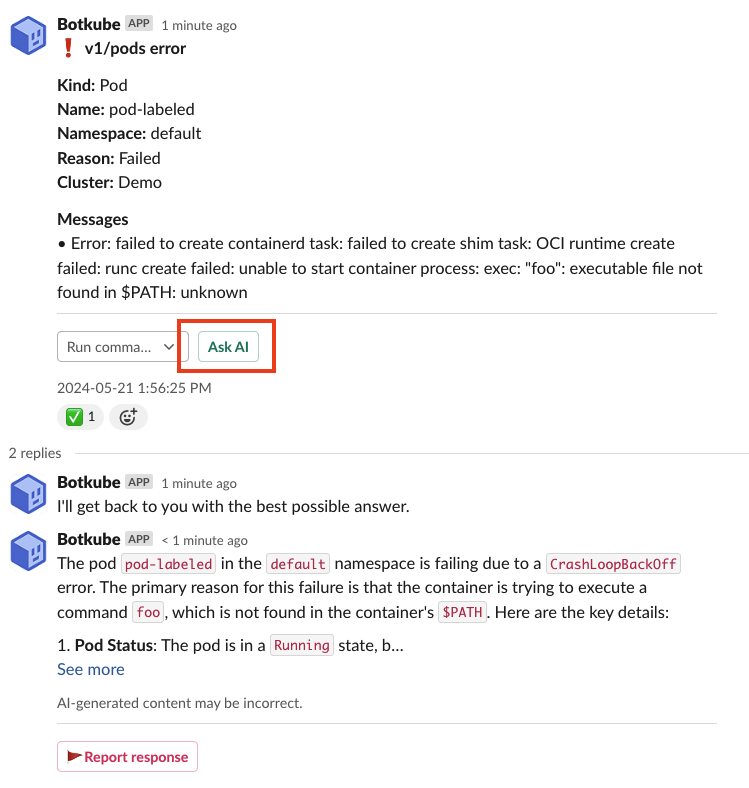 Botkube APP 1 minute ago
❗ v1/pods error
Kind: Pod
Name: pod-labeled
Namespace: default
Reason: Failed
Cluster: Demo
Messages
• Error: failed to create containerd task: failed to create shim task: OCI runtime create
failed: runc create failed: unable to start container process: exec: "foo": executable file not
found in $PATH: unknown
Run comma... Ask AI
2024-05-21 1:56:25 PM
✅ 1
2 replies
Botkube APP 1 minute ago
I'll get back to you with the best possible answer.
Botkube APP < 1 minute ago
The pod pod-labeled in the default namespace is failing due to a CrashLoopBackOff
error. The primary reason for this failure is that the container is trying to execute a
command foo, which is not found in the container's $PATH. Here are the key details:
1. Pod Status: The pod is in a Running state, b...
See more
AI-generated content may be incorrect.
Report response